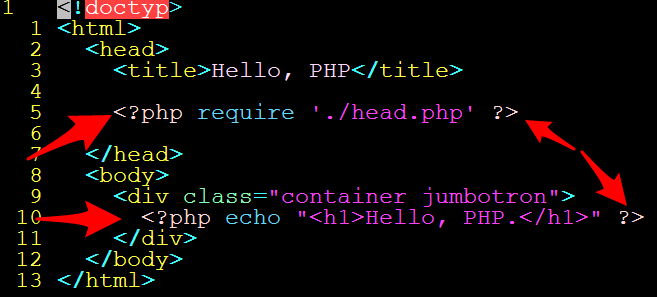 1 <!doctyp>
1 <html>
2 <head>
3 <title>Hello, PHP</title>
4
5 <?php require './head.php' ?>
6
7 </head>
8 <body>
9 <div class="container jumbotron">
10 <?php echo "<h1>Hello, PHP.</h1>" ?>
11 </div>
12 </body>
13 </html>